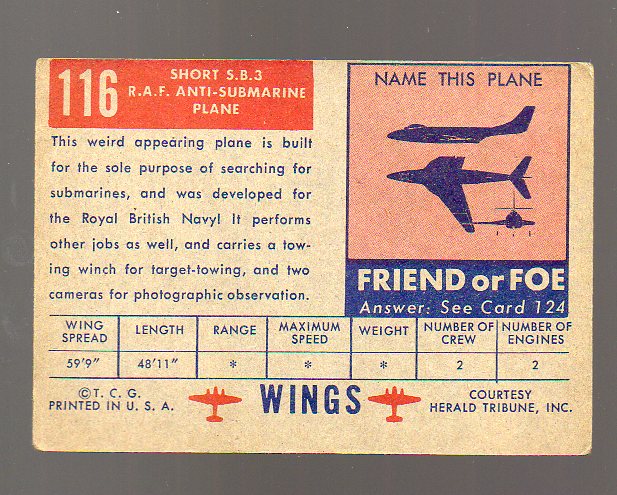 116
SHORT S.B.3
R.A.F. ANTI-SUBMARINE
PLANE
This weird appearing plane is built
for the sole purpose of searching for
submarines, and was developed for
the Royal British Navy! It performs
other jobs as well, and carries a tow-
ing winch for target-towing, and two
cameras for photographic observation.
NAME THIS PLANE
FRIEND or FOE
Answer: See Card 124
WING SPREAD LENGTH RANGE MAXIMUM SPEED WEIGHT NUMBER OF CREW NUMBER OF ENGINES
59'9" 48'11" * * * 2 2
©T. C. G.
PRINTED IN U. S. A.
WINGS
COURTESY
HERALD TRIBUNE, INC.